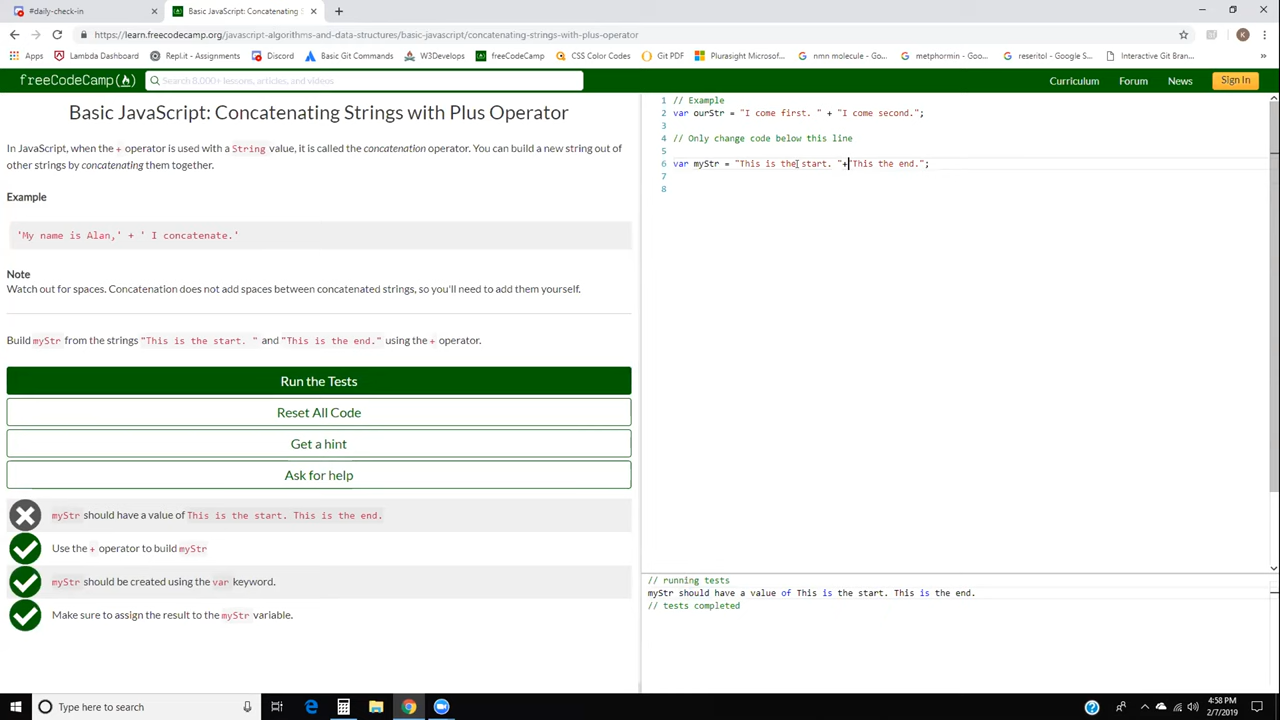 #daily-check-in
Basic JavaScript: Concatenating S
https://learn.freecodecamp.org/javascript-algorithms-and-data-structures/basic-javascript/concatenating-strings-with-plus-operator
Apps Lambda Dashboard Repl.it - Assignments Discord Basic Git Commands W3Develops freeCodeCamp CSS Color Codes Git PDF Plurasight Microsof... nmn molecule - Go... metphormin - Goo... reseritol - Google S... Interactive Git Bran...
freeCodeCamp
Search 8,000+ lessons, articles, and videos
Curriculum Forum News Sign In
Basic JavaScript: Concatenating Strings with Plus Operator
In JavaScript, when the + operator is used with a String value, it is called the concatenation operator. You can build a new string out of
other strings by concatenating them together.
Example
'My name is Alan,' + ' I concatenate.'
Note
Watch out for spaces. Concatenation does not add spaces between concatenated strings, so you'll need to add them yourself.
Build myStr from the strings "This is the start. " and "This is the end." using the + operator.
Run the Tests
Reset All Code
Get a hint
Ask for help
myStr should have a value of This is the start. This is the end.
Use the + operator to build myStr
myStr should be created using the var keyword.
Make sure to assign the result to the myStr variable.
1 // Example
2 var ourStr = "I come first. " + "I come second.";
3
4 // Only change code below this line
5
6 var myStr = "This is the start. "+"This the end.";
7
8
// running tests
myStr should have a value of This is the start. This is the end.
// tests completed
Type here to search
4:58 PM
2/7/2019